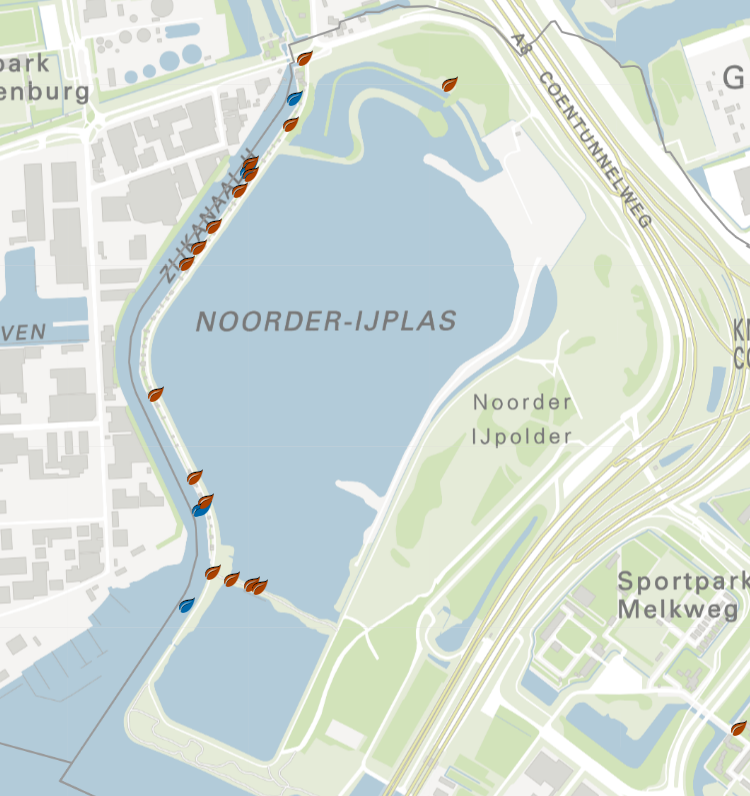 park
enburg
G
A8 COENTUNNELWEG
ZIJKANAAL H
NOORDER-IJPLAS
VEN
Noorder
IJpolder
Sportpark
Melkweg